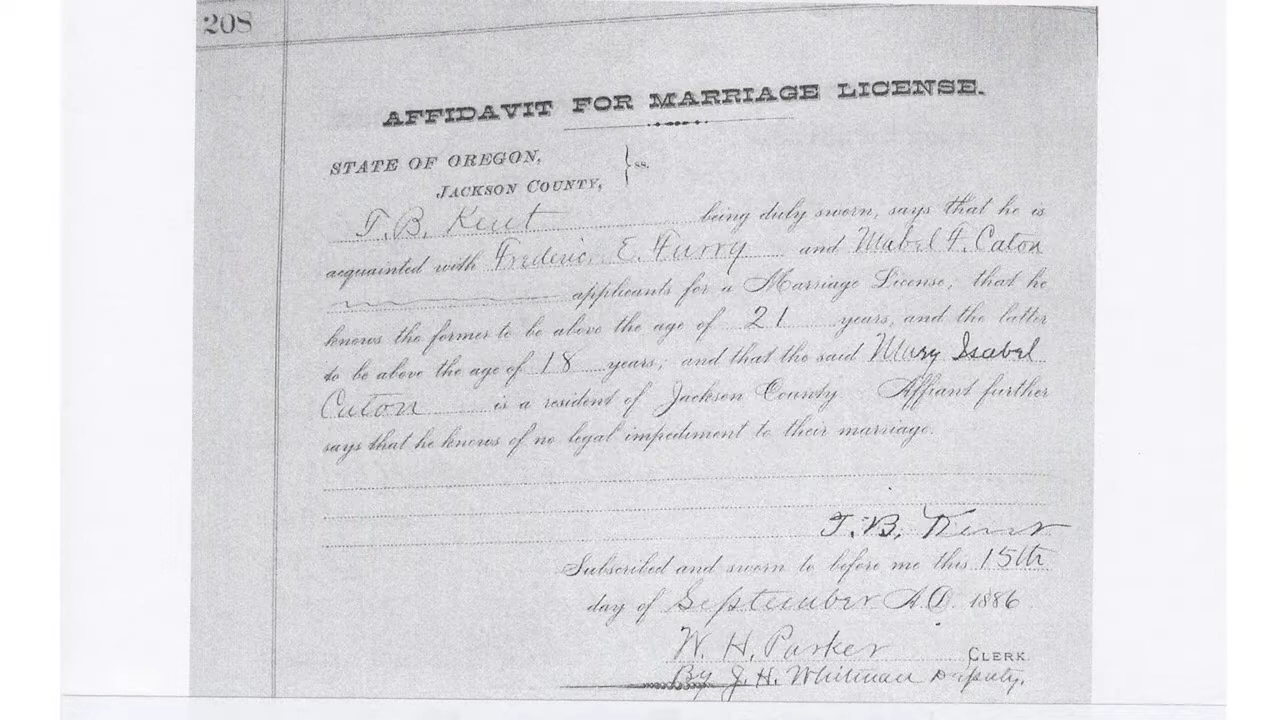 208
AFFIDAVIT FOR MARRIAGE LICENSE.
STATE OF OREGON,
JACKSON COUNTY, } ss.
T. B. Kent being duly sworn, says that he is
acquainted with Frederic E. Furry and Mabel F. Caton
applicants for a Marriage License; that he
knows the former to be above the age of 21 years, and the latter
to be above the age of 18 years; and that the said Mary Isabel
Caton is a resident of Jackson County. Affiant further
says that he knows of no legal impediment to their marriage.
T. B. Kent
Subscribed and sworn to before me this 15th
day of September A.D. 1886
W. H. Parker CLERK.
By J. H. Whitman Deputy.